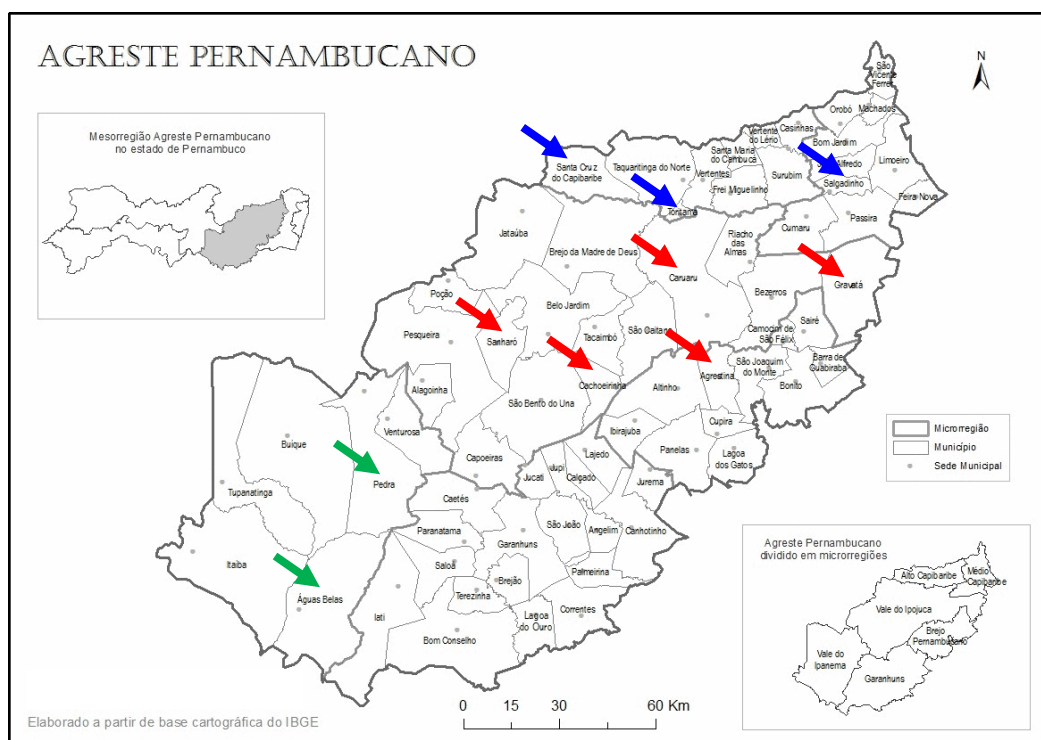 AGRESTE PERNAMBUCANO
N
Mesorregião Agreste Pernambucano
no estado de Pernambuco
São
Vicente
Ferrer
Orobó
Machados
Casinhas
Vertente
do Lério
Bom Jardim
Santa Maria
do Cambucá
Santa Cruz
do Capibaribe
Taquaritinga do Norte
Vertentes
Surubim
Alfredo
Limoeiro
Frei Miguelinho
Salgadinho
Feira Nova
Toritama
Passira
Cumaru
Jataúba
Riacho
das
Almas
Brejo da Madre de Deus
Caruaru
Gravatá
Poção
Bezerros
Belo Jardim
Pesqueira
Sanharó
Tacaimbó
São Caitano
Sairé
Camocim de
São Félix
Barra de
Guabiraba
São Joaquim
do Monte
Bonito
Agrestina
Altinho
Cachoeirinha
Alagoinha
São Bento do Una
Cupira
Ibirajuba
Venturosa
Buique
Panelas
Lagoa
dos Gatos
Capoeiras
Lajedo
Jupi
Jucati
Calçado
Jurema
Pedra
Tupanatinga
Caetés
Paranatama
São João
Angelim
Canhotinho
Garanhuns
Itaiba
Saloá
Palmeirina
Brejão
Terezinha
Águas Belas
Iati
Lagoa
do Ouro
Correntes
Bom Conselho
Microrregião
Município
Sede Municipal
Agreste Pernambucano
dividido em microrregiões
Alto Capibaribe
Médio
Capibaribe
Vale do Ipojuca
Brejo
Pernambucano
Vale do
Ipanema
Garanhuns
0 15 30 60 Km
Elaborado a partir de base cartográfica do IBGE